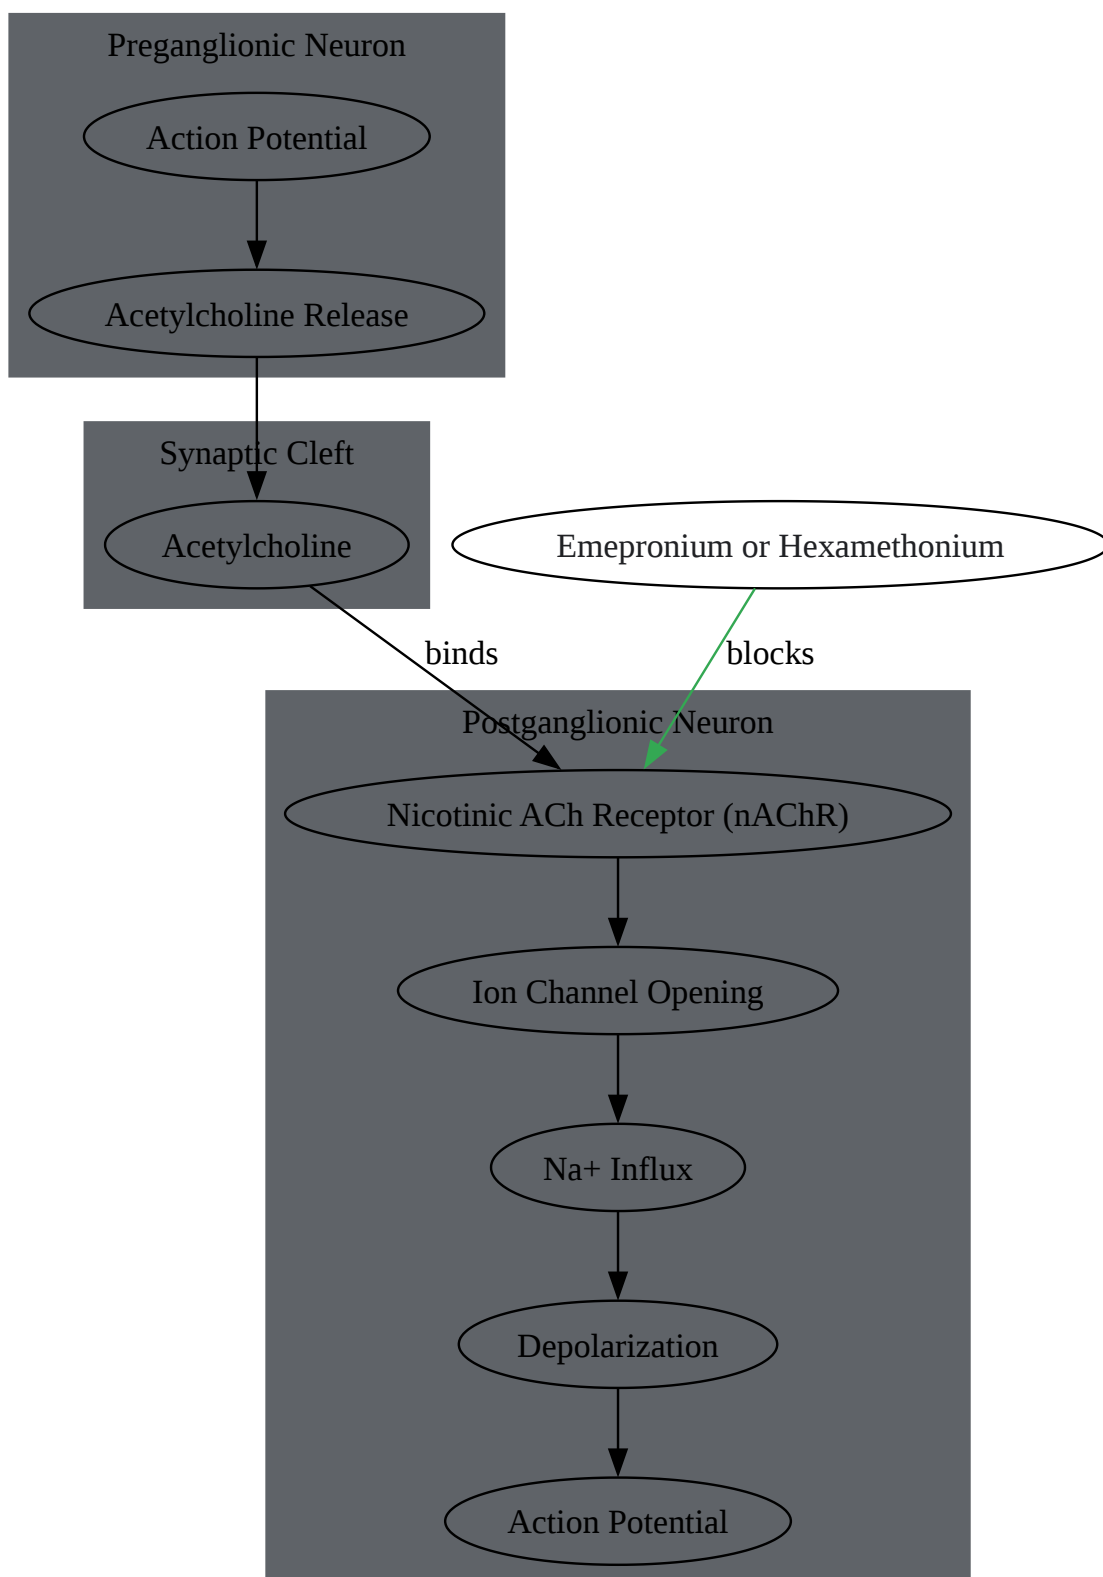 Preganglionic Neuron
Action Potential
Acetylcholine Release
Synaptic Cleft
Acetylcholine
Emepronium or Hexamethonium
binds
blocks
Postganglionic Neuron
Nicotinic ACh Receptor (nAChR)
Ion Channel Opening
Na+ Influx
Depolarization
Action Potential